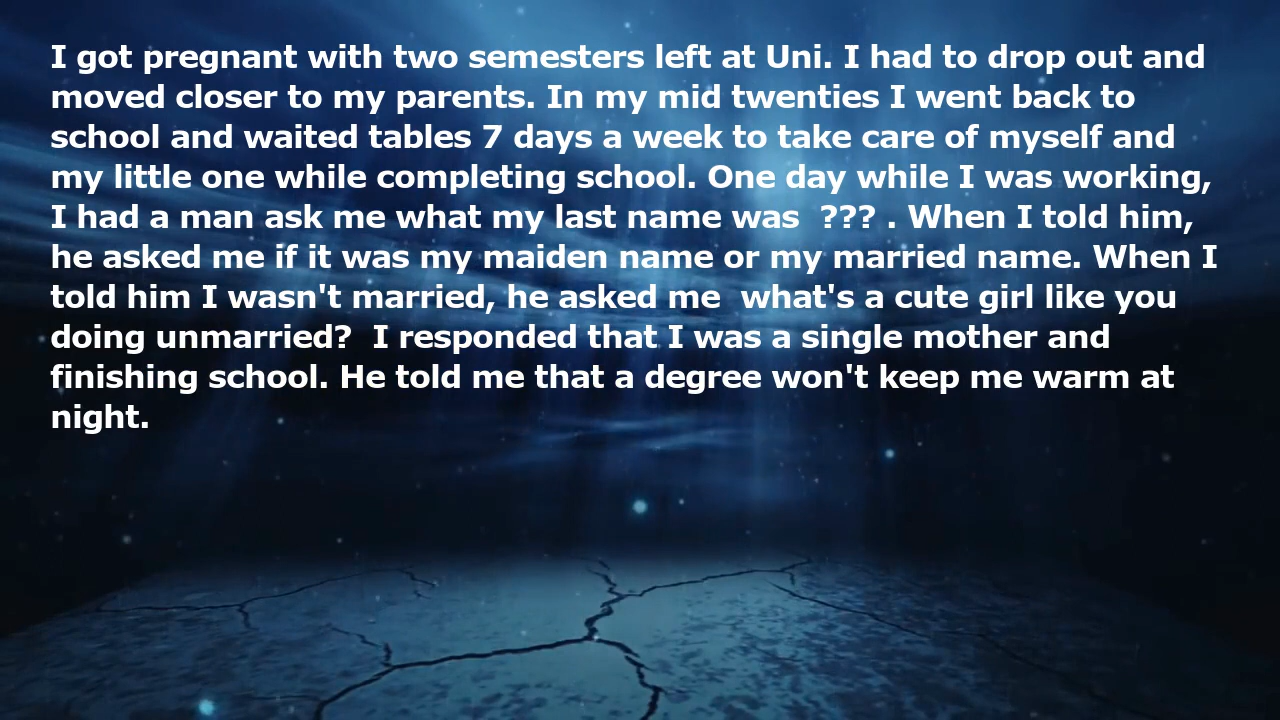 I got pregnant with two semesters left at Uni. I had to drop out and
moved closer to my parents. In my mid twenties I went back to
school and waited tables 7 days a week to take care of myself and
my little one while completing school. One day while I was working,
I had a man ask me what my last name was  ??? . When I told him,
he asked me if it was my maiden name or my married name. When I
told him I wasn't married, he asked me  what's a cute girl like you
doing unmarried?  I responded that I was a single mother and
finishing school. He told me that a degree won't keep me warm at
night.